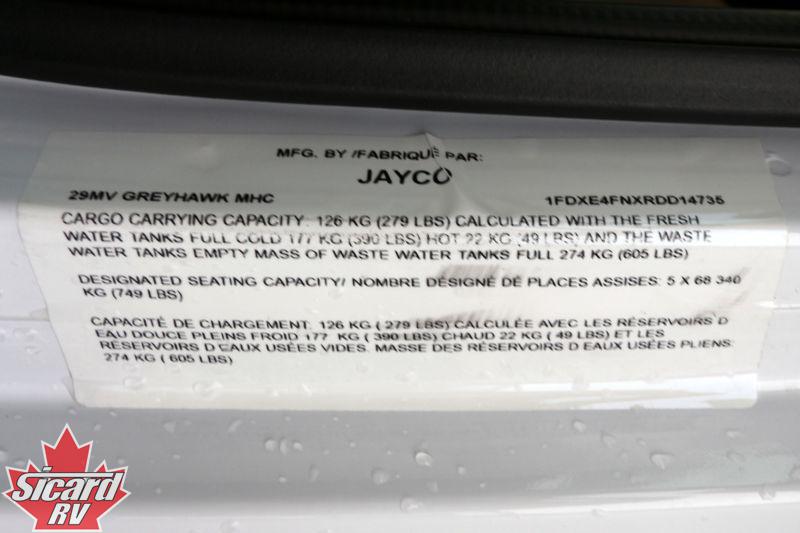 MFG. BY /FABRIQUÉ PAR:
JAYCO
29MV GREYHAWK MHC 1FDXE4FNXRDD14735
CARGO CARRYING CAPACITY: 126 KG (279 LBS) CALCULATED WITH THE FRESH
WATER TANKS FULL COLD 177 KG (390 LBS) HOT 22 KG (49 LBS) AND THE WASTE
WATER TANKS EMPTY MASS OF WASTE WATER TANKS FULL 274 KG (605 LBS)
DESIGNATED SEATING CAPACITY/ NOMBRE DÉSIGNÉ DE PLACES ASSISES: 5 X 68 340
KG (749 LBS)
CAPACITÉ DE CHARGEMENT: 126 KG ( 279 LBS) CALCULÉE AVEC LES RÉSERVOIRS D
EAU DOUCE PLEINS FROID 177 KG ( 390 LBS) CHAUD 22 KG ( 49 LBS) ET LES
RÉSERVOIRS D EAUX USÉES VIDES. MASSE DES RÉSERVOIRS D EAUX USÉES PLIENS:
274 KG ( 605 LBS)
Sicard
RV